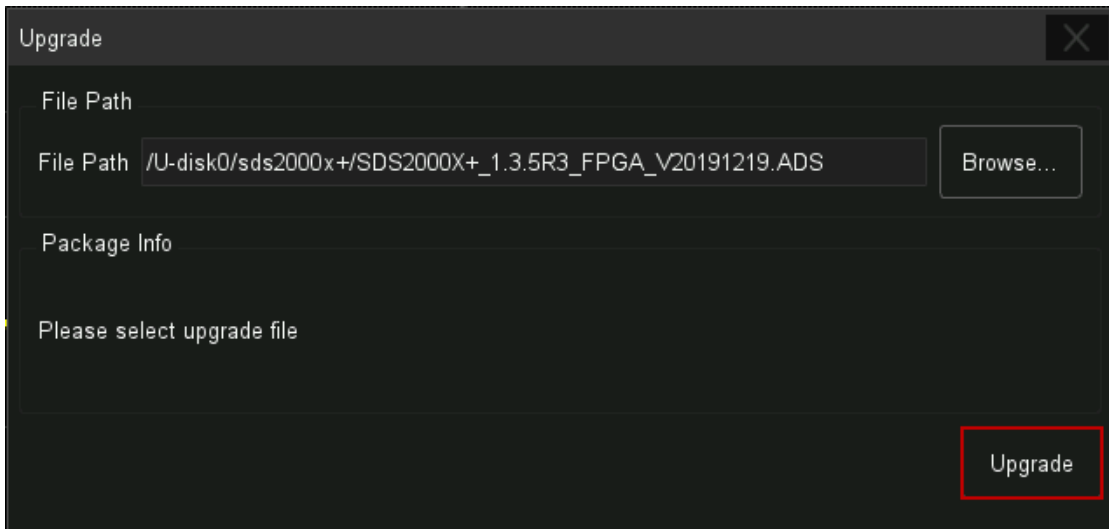 Upgrade
File Path
File Path /U-disk0/sds2000x+/SDS2000X+_1.3.5R3_FPGA_V20191219.ADS Browse...
Package Info
Please select upgrade file
Upgrade